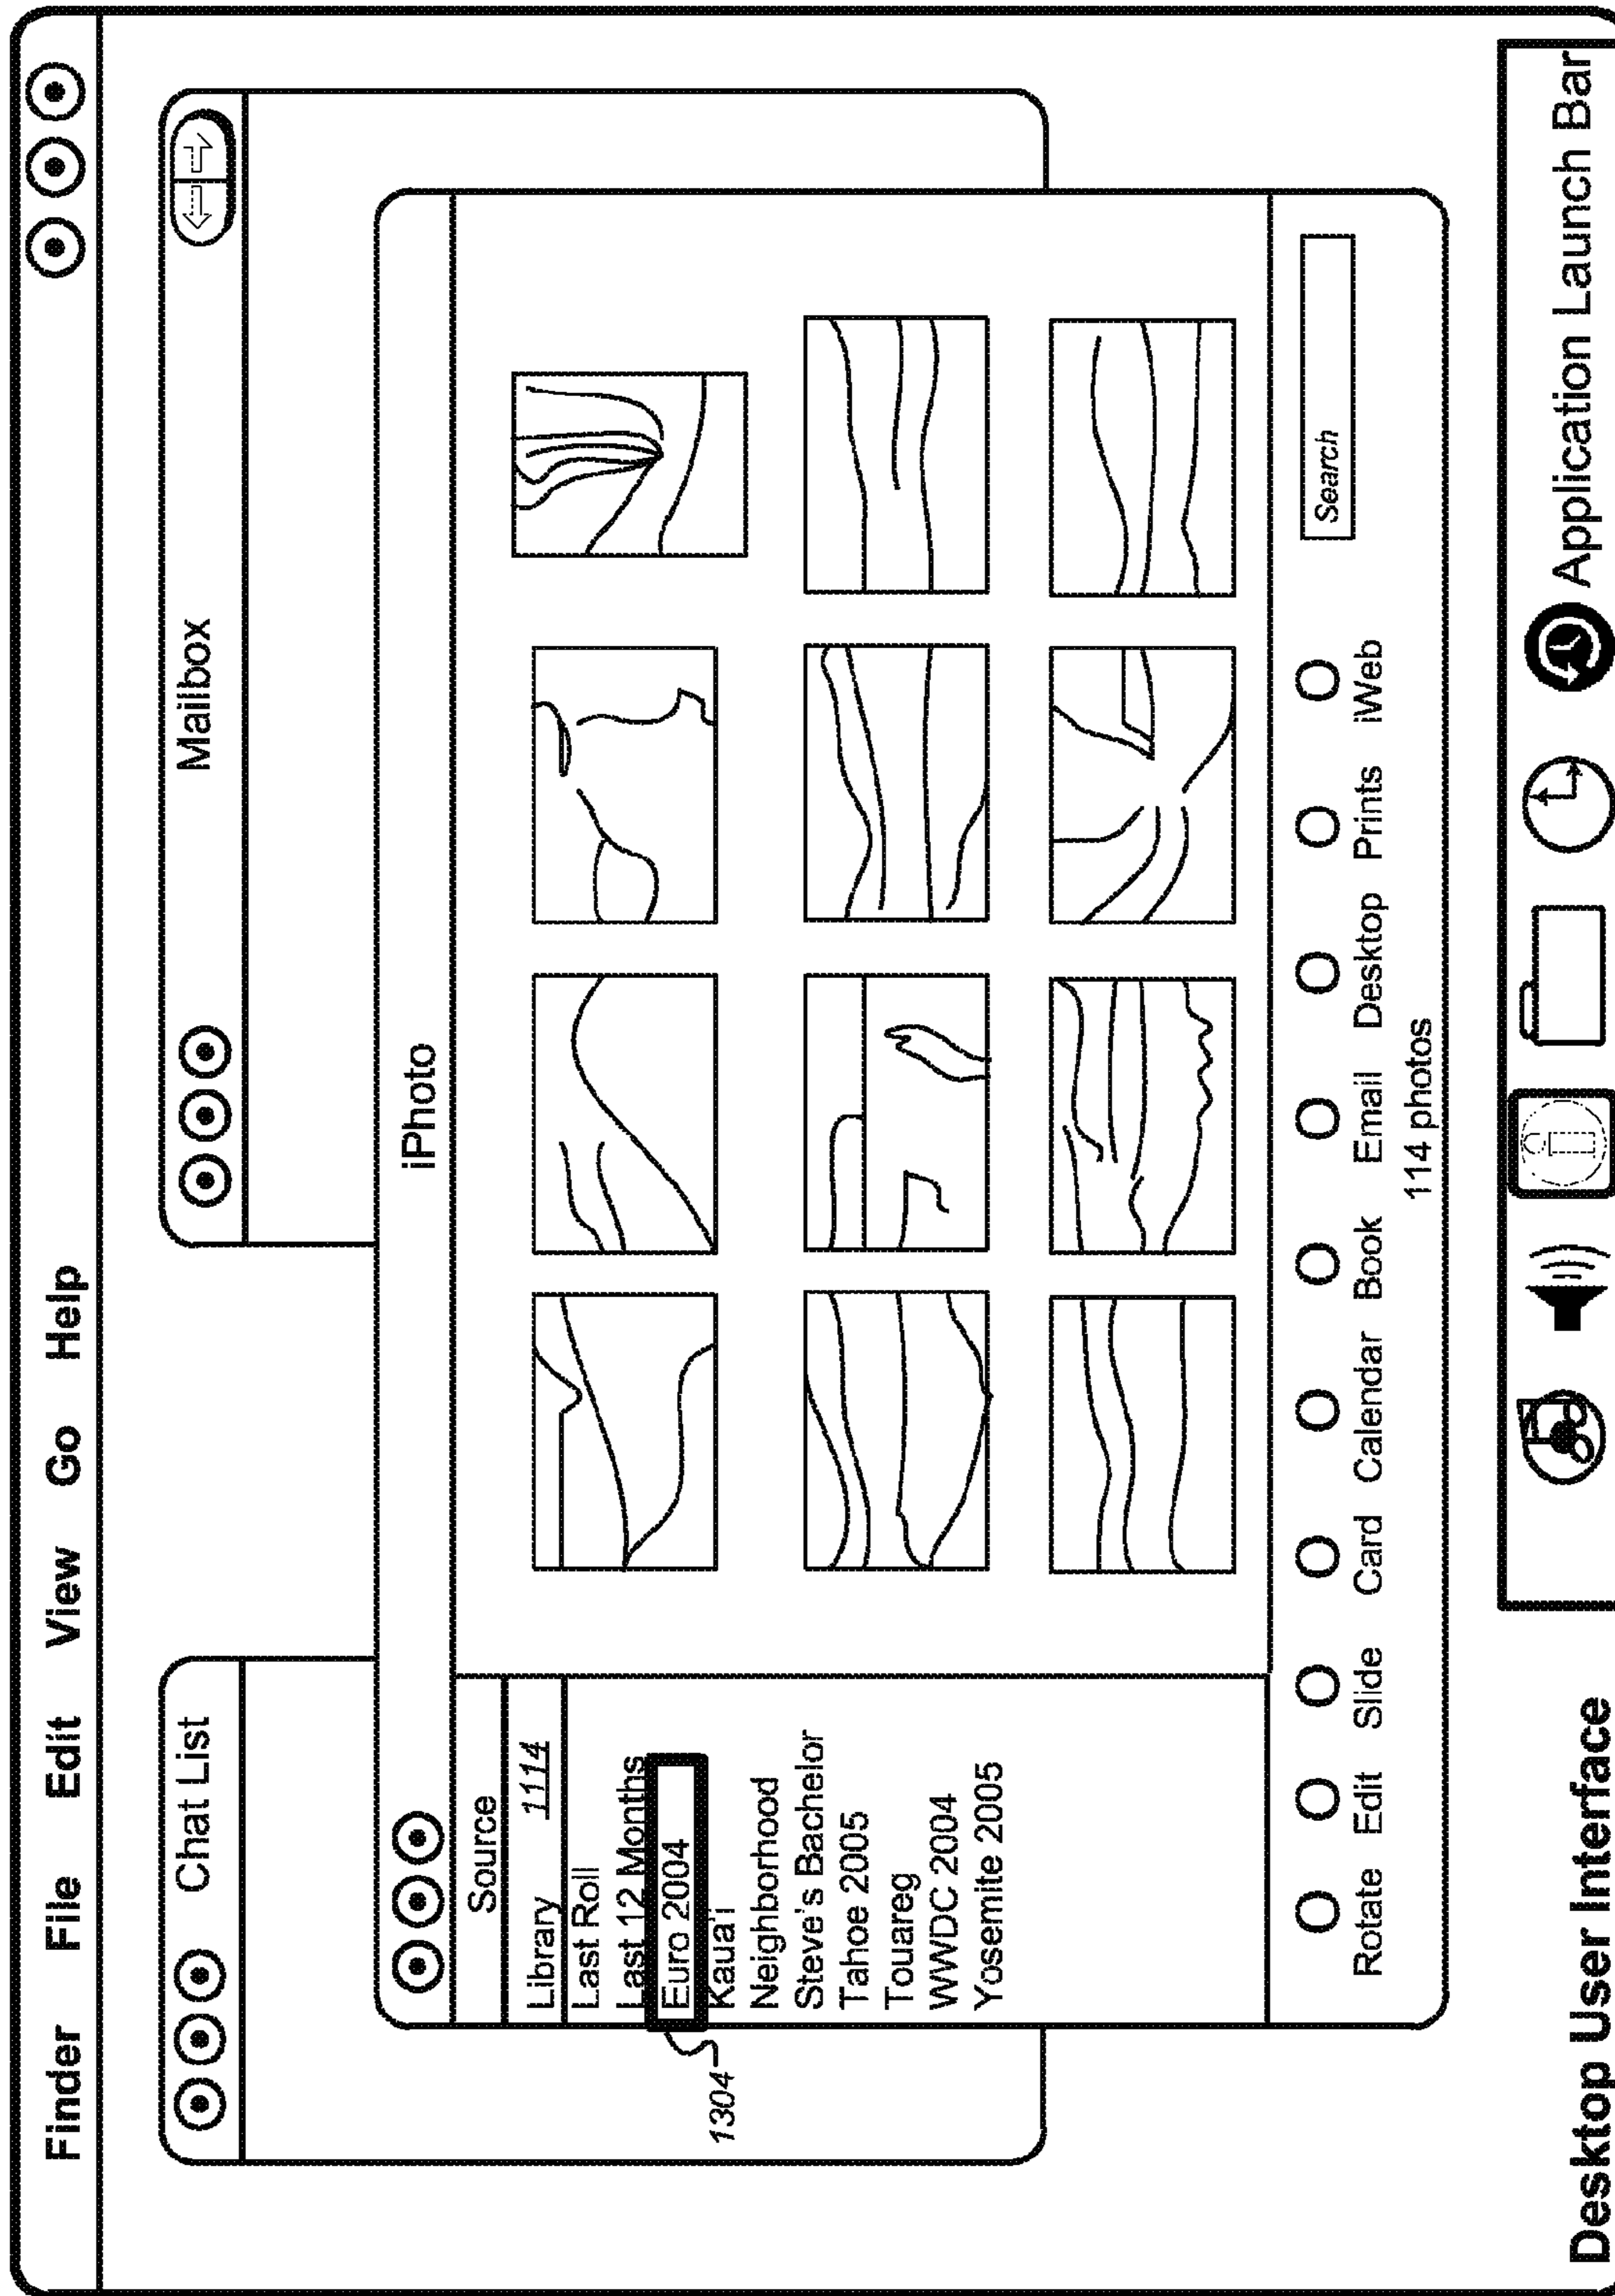 Finder File Edit View Go Help
Chat List
Mailbox
iPhoto
Source
Library 1114
Last Roll
Last 12 Months
Euro 2004
1304
Kaua'i
Neighborhood
Steve's Bachelor
Tahoe 2005
Touareg
WWDC 2004
Yosemite 2005
Search
Rotate Edit Slide Card Calendar Book Email Desktop Prints iWeb
114 photos
Desktop User Interface
Application Launch Bar